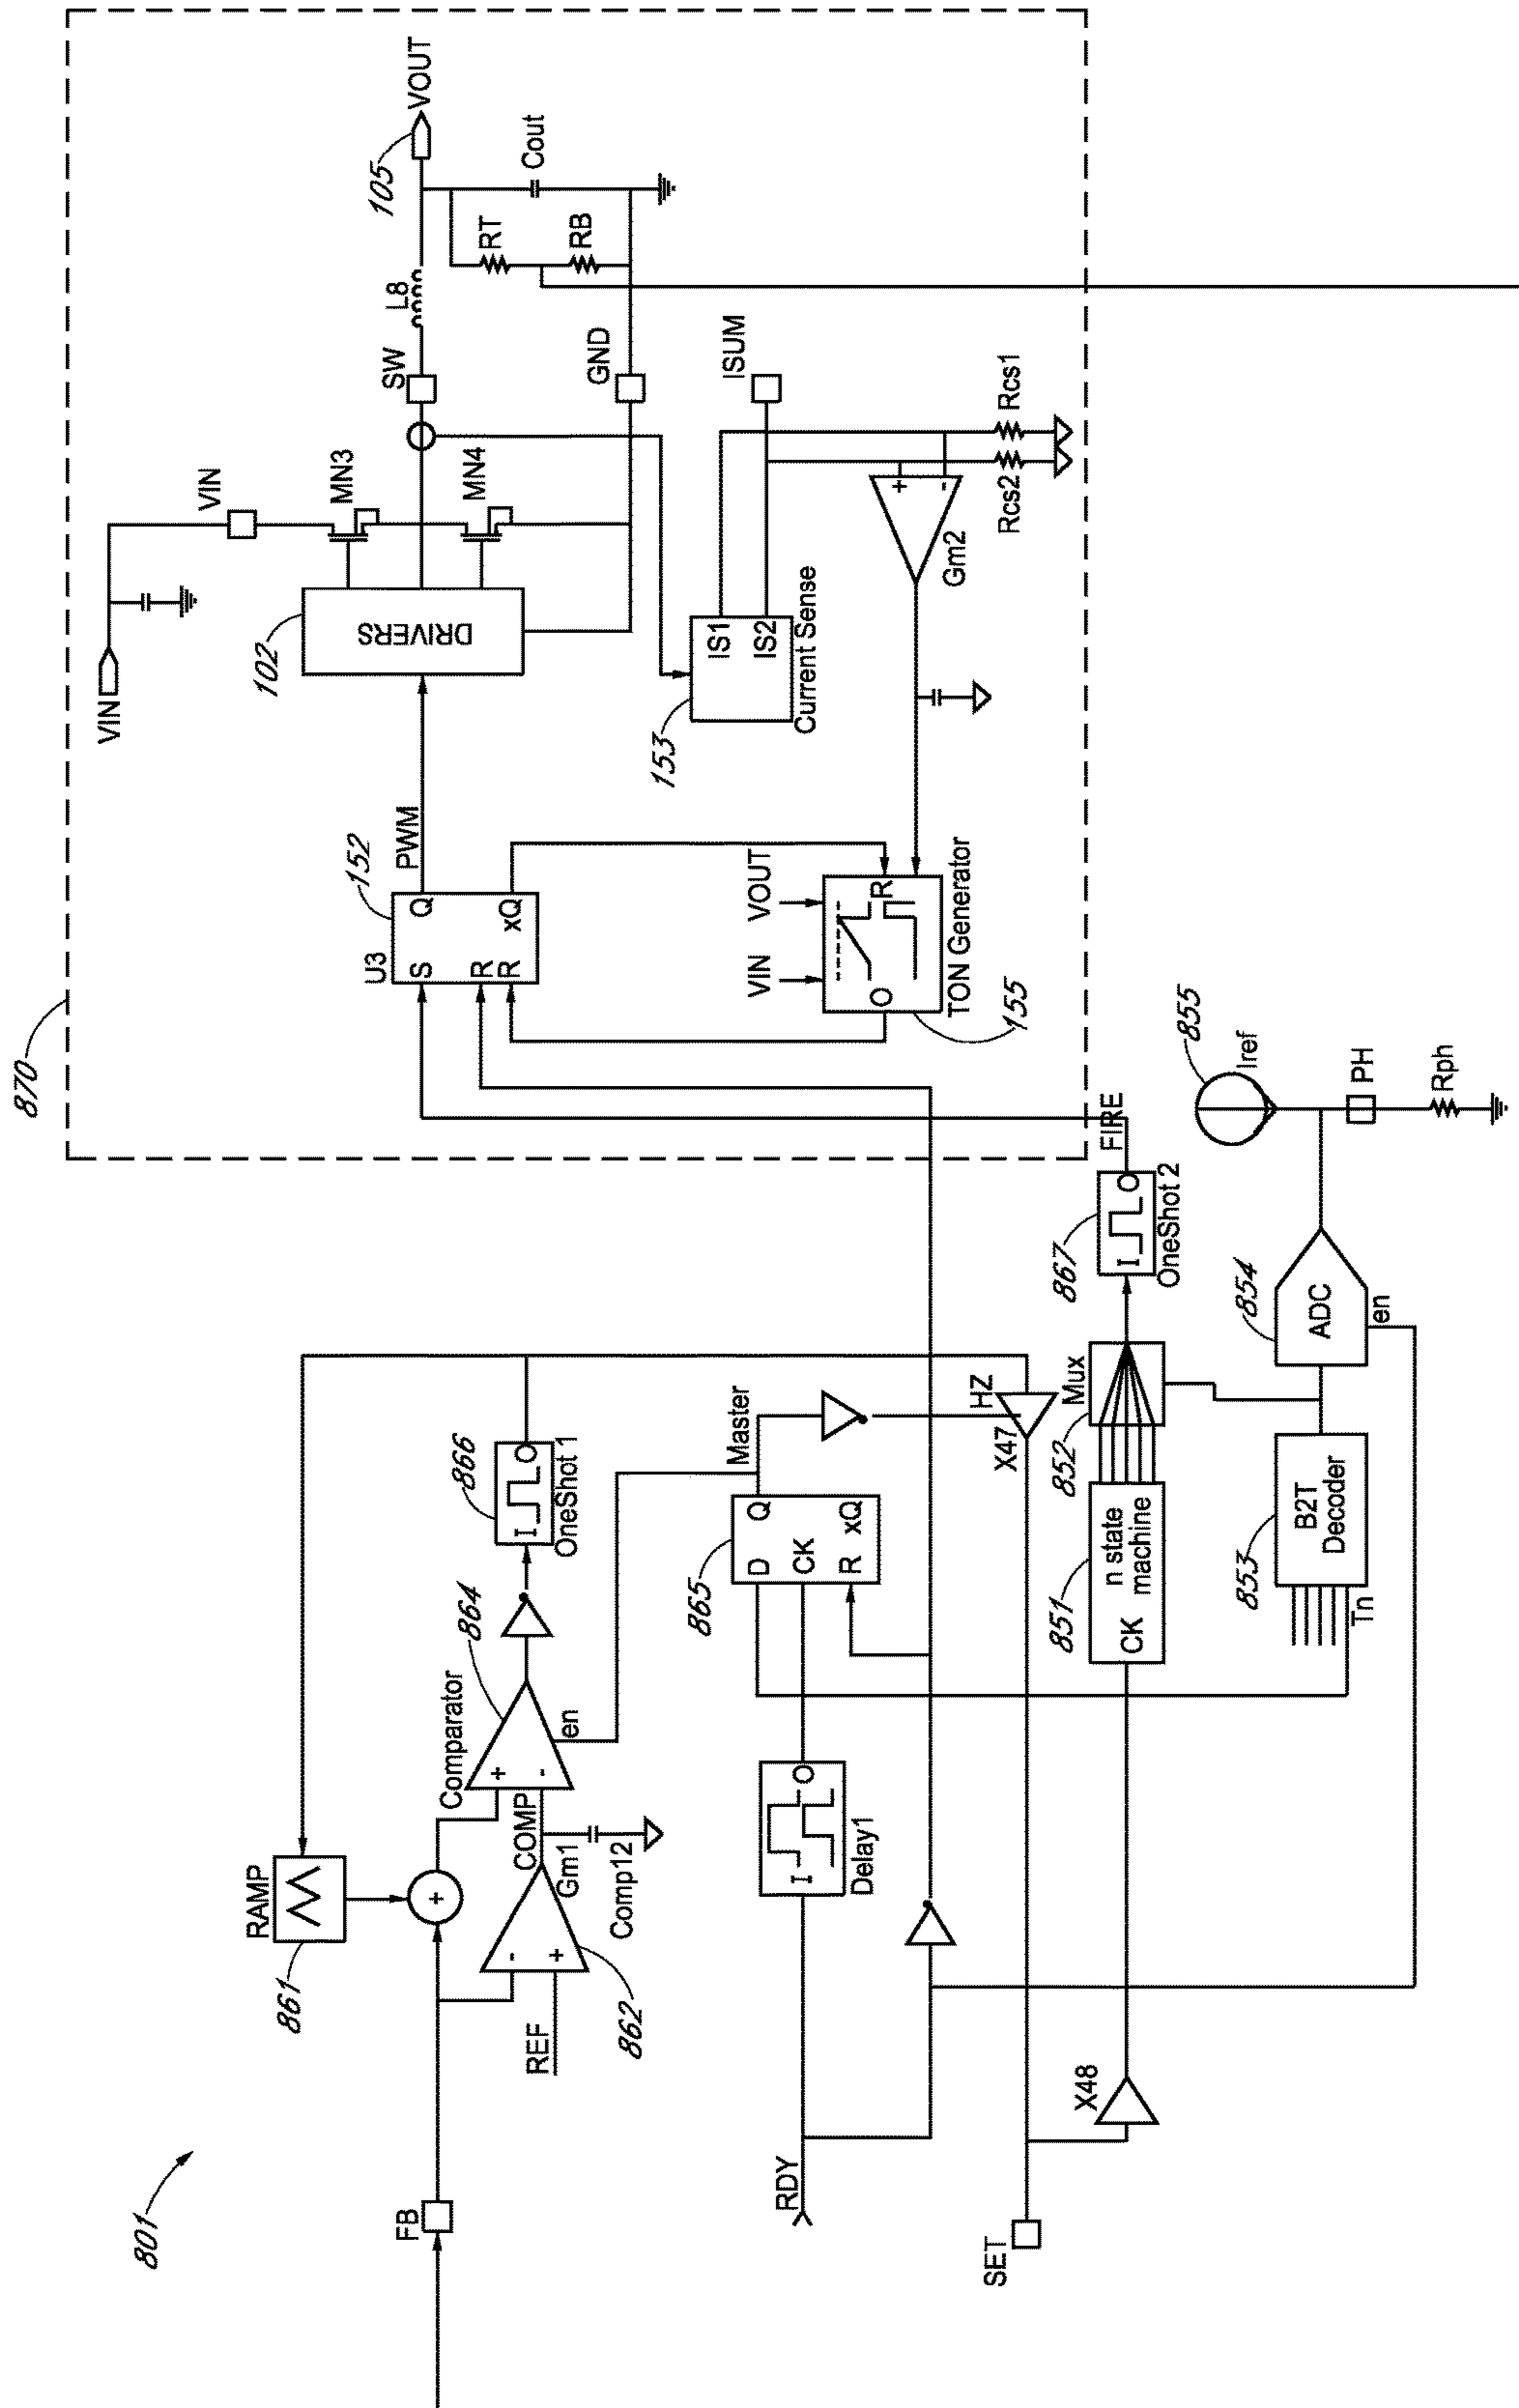 801
870
VIN
VIN
102
DRIVERS
MN3
MN4
SW
L8
105
VOUT
RT
RB
Cout
GND
ISUM
153
IS1
IS2
Current Sense
+
-
Gm2
Rcs2
Rcs1
U3
152
S
R
R
Q
xQ
PWM
VIN
VOUT
O
R
TON Generator
155
FB
RAMP
861
+
REF
-
+
862
Gm1
COMP
Comp12
Comparator
864
+
-
en
866
I
O
OneShot 1
RDY
I
O
Delay1
865
D
CK
R
Q
xQ
Master
HZ
X47
SET
X48
851
CK
n state
machine
852
Mux
867
I
O
OneShot 2
FIRE
853
B2T
Decoder
Tn
854
ADC
en
855
Iref
PH
Rph